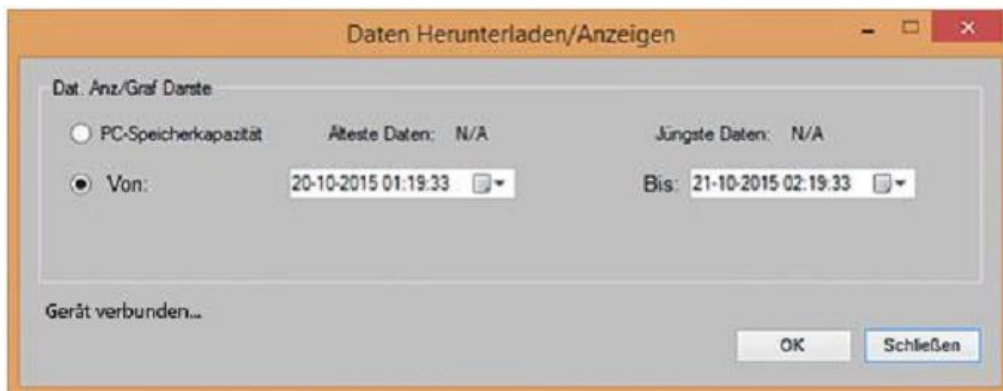 Daten Herunterladen/Anzeigen
Dat. Anz/Graf Darste
PC-Speicherkapazität Älteste Daten: N/A Jüngste Daten: N/A
Von: 20-10-2015 01:19:33 Bis: 21-10-2015 02:19:33
Gerät verbunden...
OK Schließen